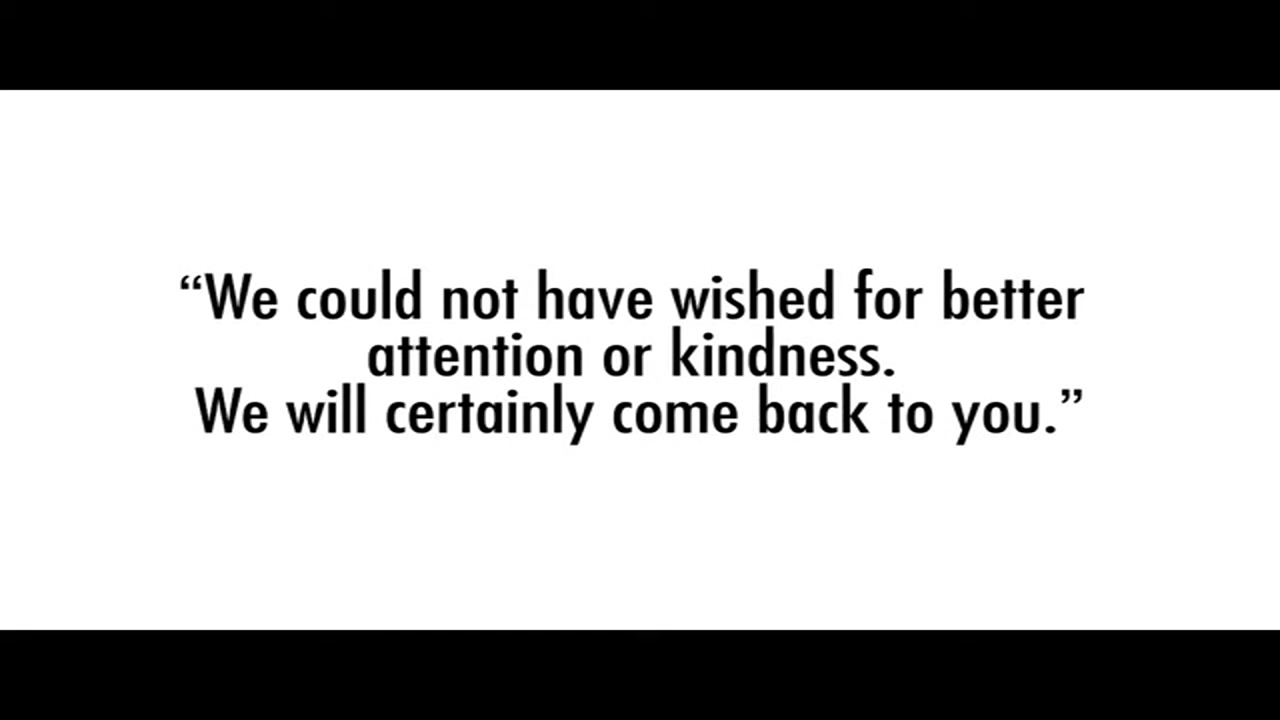 “We could not have wished for better
attention or kindness.
We will certainly come back to you.”